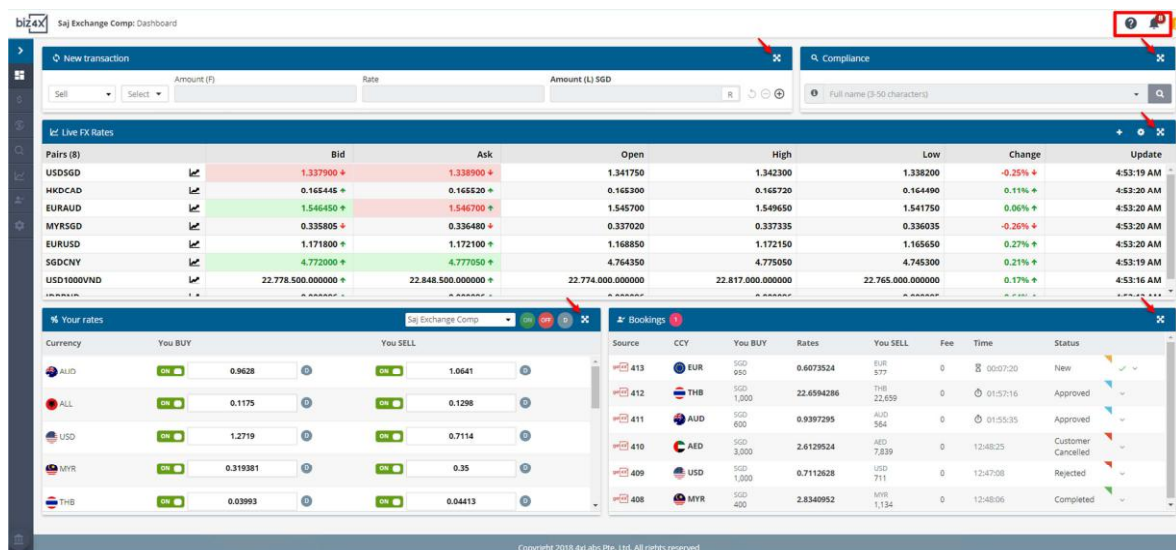 biz4x Saj Exchange Comp: Dashboard
New transaction
Compliance
Amount (F) Rate Amount (L) SGD
Sell Select R
Full name (3-50 characters)
Live FX Rates
Pairs (8) Bid Ask Open High Low Change Update
USDSGD 1.337900 1.338900 1.341750 1.342300 1.338200 -0.25% 4:53:19 AM
HKDCAD 0.165445 0.165520 0.165300 0.165720 0.164490 0.11% 4:53:20 AM
EURAUD 1.546450 1.546700 1.545700 1.549650 1.541750 0.06% 4:53:20 AM
MYRSGD 0.335805 0.336480 0.337020 0.337335 0.336035 -0.26% 4:53:20 AM
EURUSD 1.171800 1.172100 1.168850 1.172150 1.165650 0.27% 4:53:20 AM
SGDCNY 4.772000 4.777050 4.764350 4.775050 4.745300 0.21% 4:53:19 AM
USD1000VND 22.778.500.000000 22.848.500.000000 22.774.000.000000 22.817.000.000000 22.765.000.000000 0.17% 4:53:16 AM
% Your rates Saj Exchange Comp ON OFF D
Bookings 1
Currency You BUY You SELL
Source CCY You BUY Rates You SELL Fee Time Status
AUD ON 0.9628 D ON 1.0641 D
ALL ON 0.1175 D ON 0.1298 D
USD ON 1.2719 D ON 0.7114 D
MYR ON 0.319381 D ON 0.35 D
THB ON 0.03993 D ON 0.04413 D
413 EUR SGD 950 0.6073524 EUR 577 0 00:07:20 New
412 THB SGD 1,000 22.6594286 THB 22,659 0 01:57:16 Approved
411 AUD SGD 600 0.9397295 AUD 564 0 01:55:35 Approved
410 AED SGD 3,000 2.6129524 AED 7,839 0 12:48:25 Customer Cancelled
409 USD SGD 1,000 0.7112628 USD 711 0 12:47:08 Rejected
408 MYR SGD 400 2.8340952 MYR 1,134 0 12:48:06 Completed
Copyright 2018 4xLabs Pte. Ltd. All rights reserved